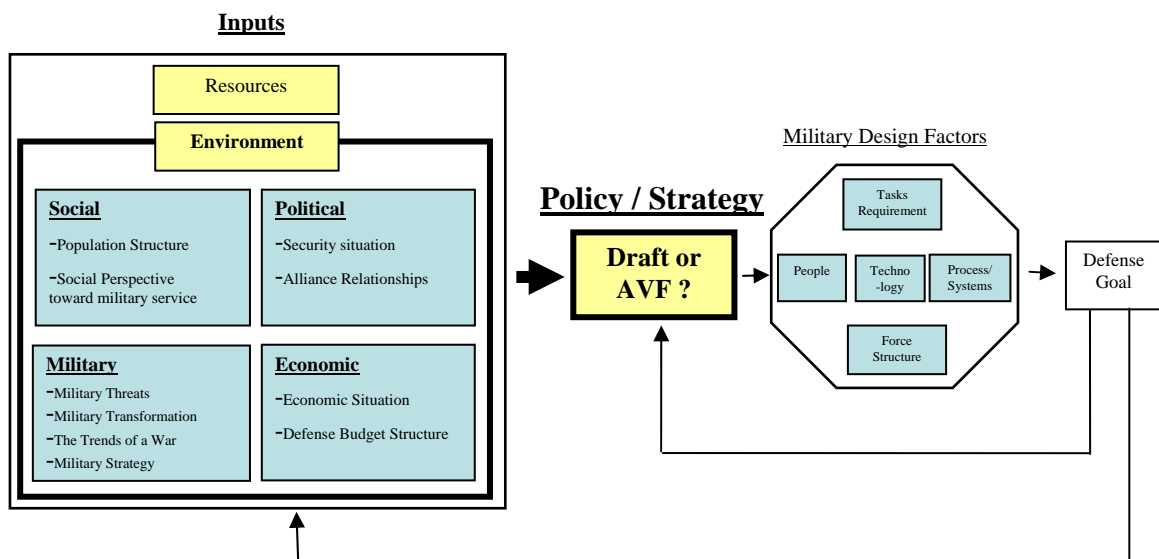 Inputs
Resources
Environment
Social
-Population Structure
-Social Perspective
toward military service
Political
-Security situation
-Alliance Relationships
Military
-Military Threats
-Military Transformation
-The Trends of a War
-Military Strategy
Economic
-Economic Situation
-Defense Budget Structure
Policy / Strategy
Draft or
AVF ?
Military Design Factors
Tasks
Requirement
People
Techno
-logy
Process/
Systems
Force
Structure
Defense
Goal